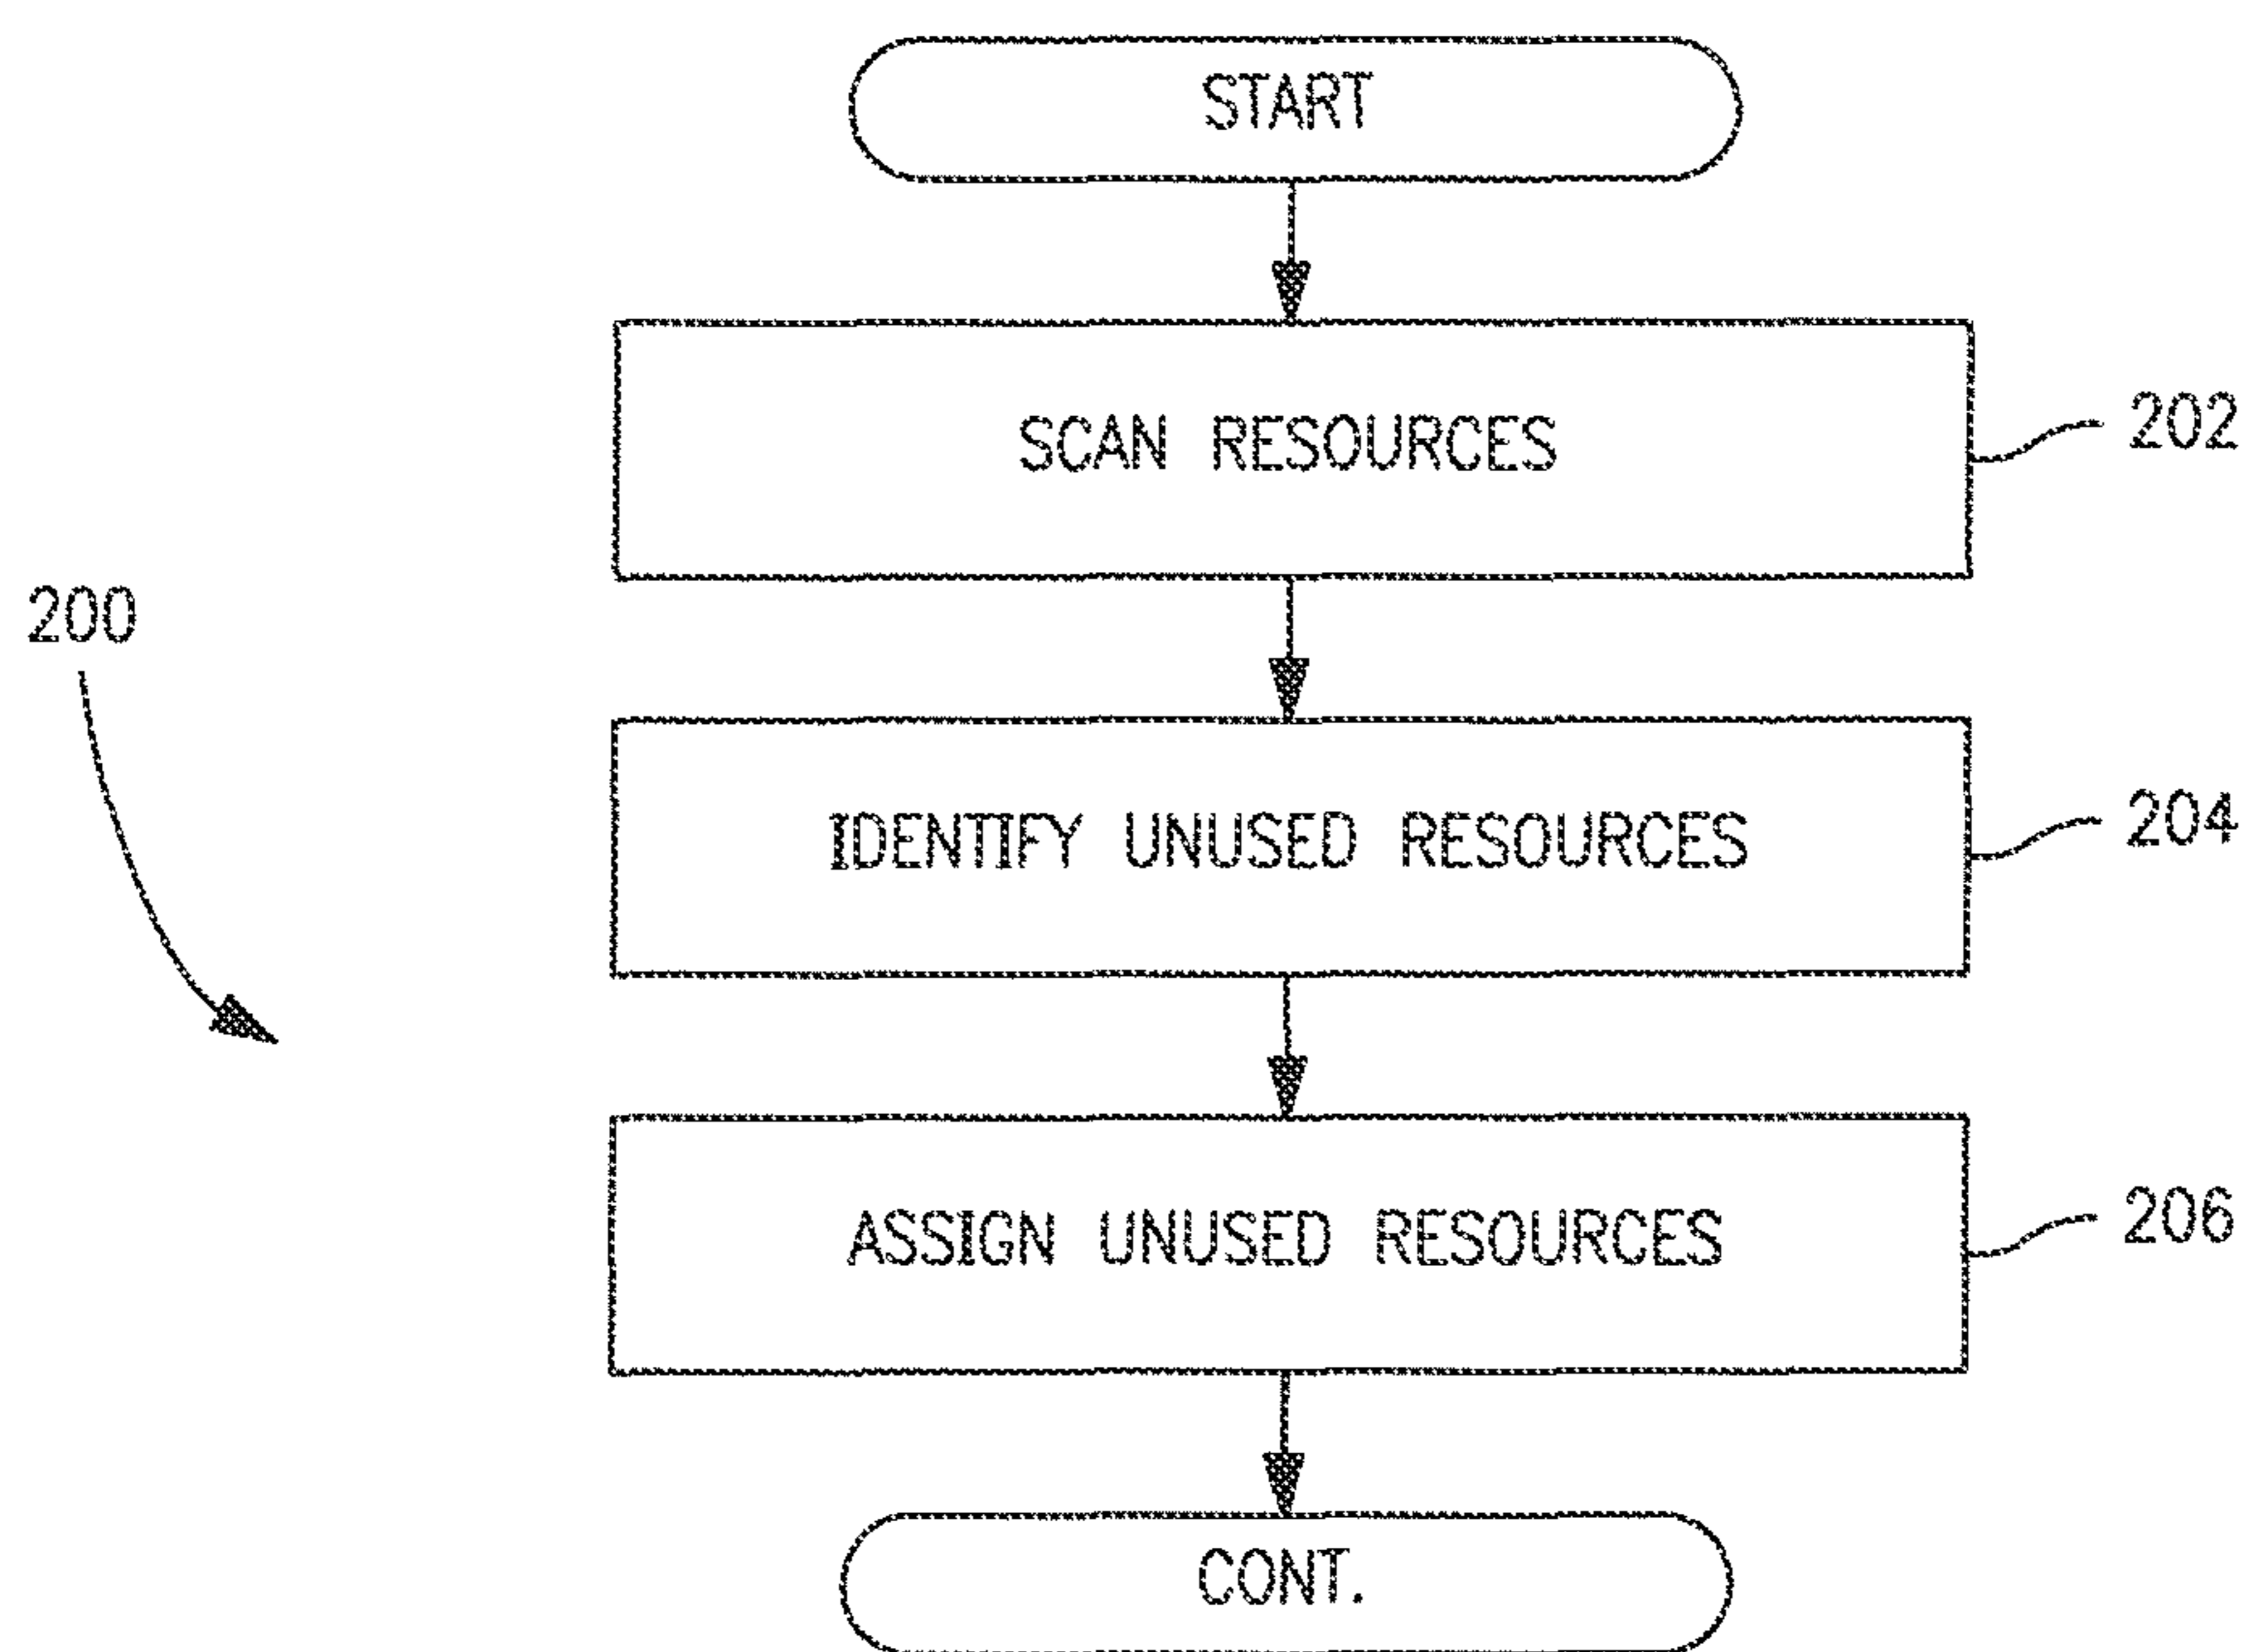 START
SCAN RESOURCES
202
200
IDENTIFY UNUSED RESOURCES
204
ASSIGN UNUSED RESOURCES
206
CONT.